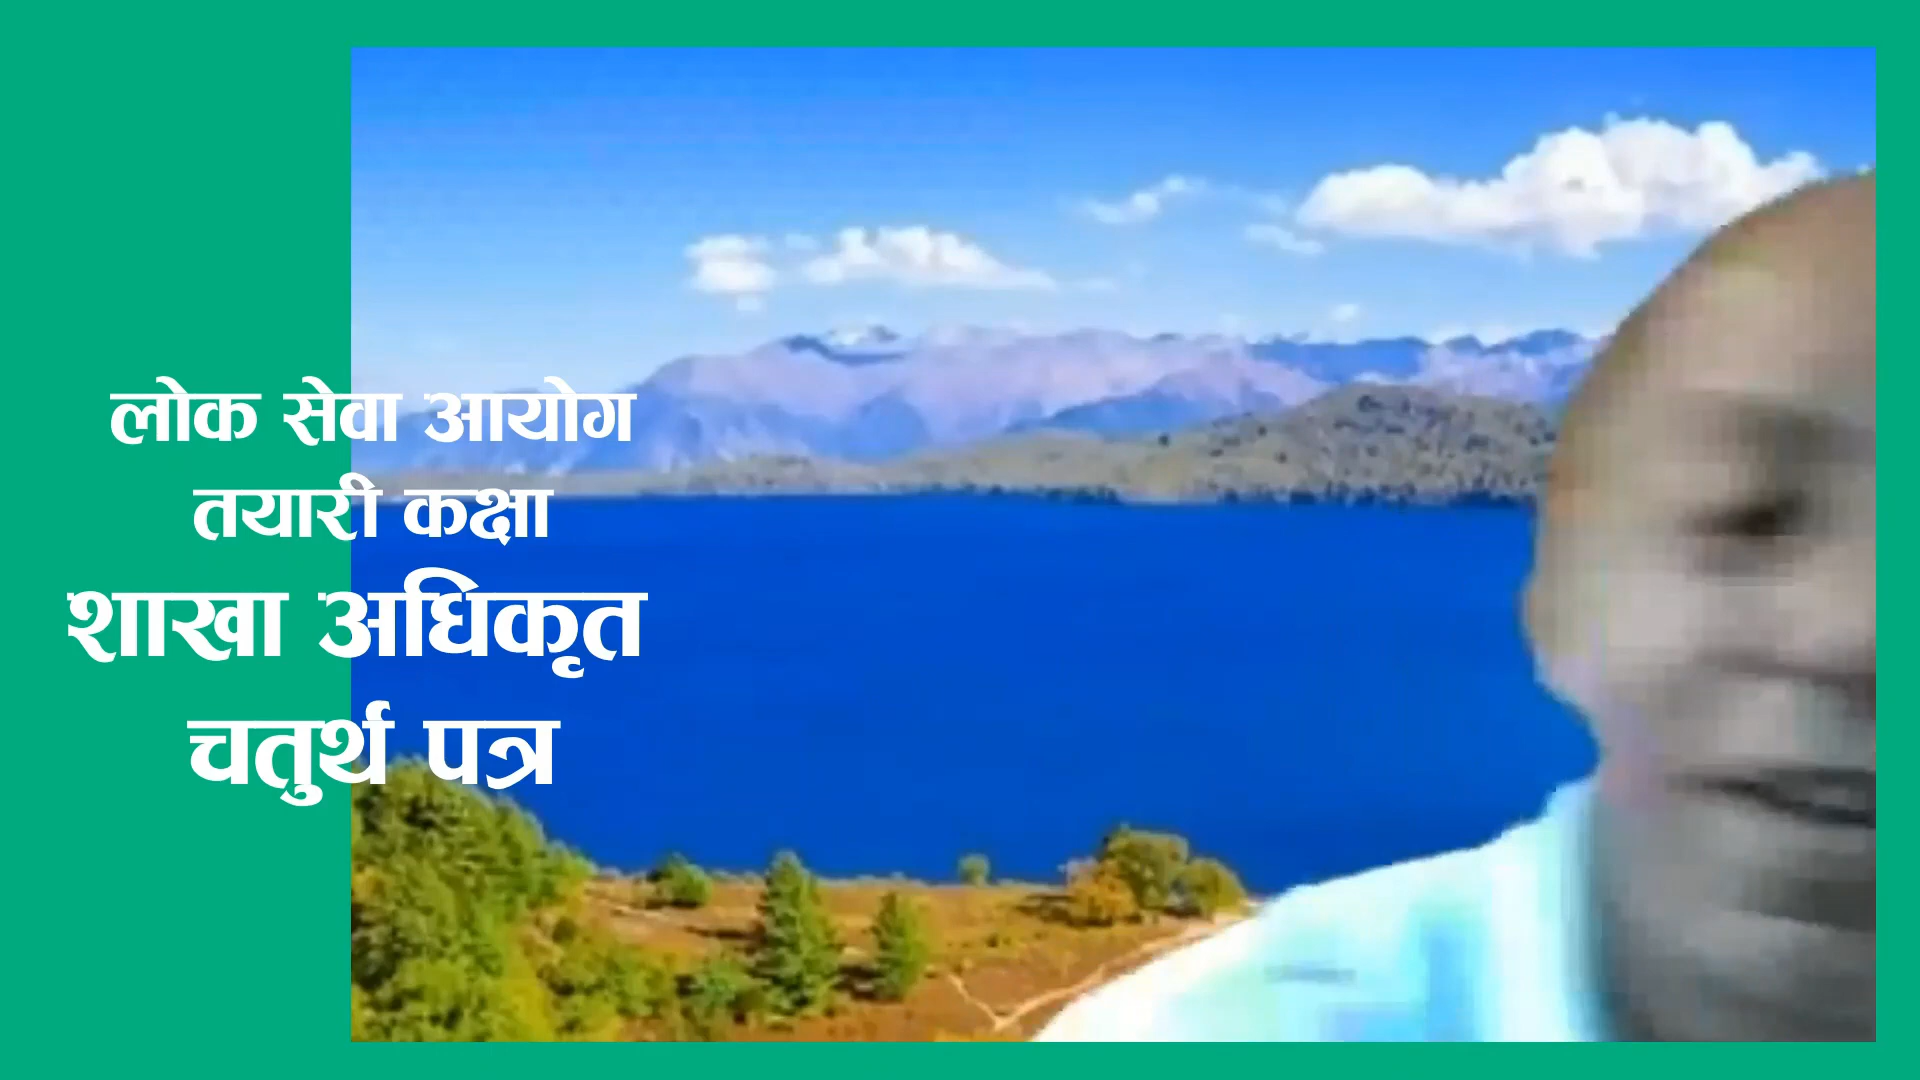 लोक सेवा आयोग
तयारी कक्षा
शाखा अधिकृत
चतुर्थ पत्र